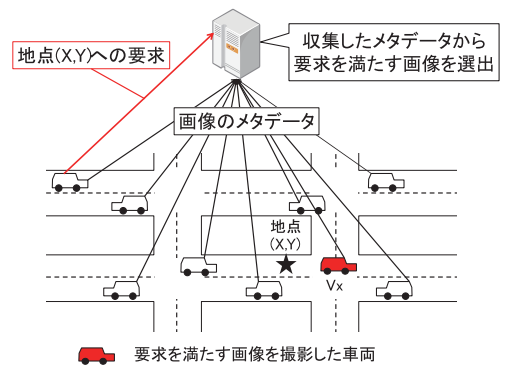 地点(X,Y)への要求
収集したメタデータから
要求を満たす画像を選出
画像のメタデータ
地点
(X,Y)
Vx
要求を満たす画像を撮影した車両